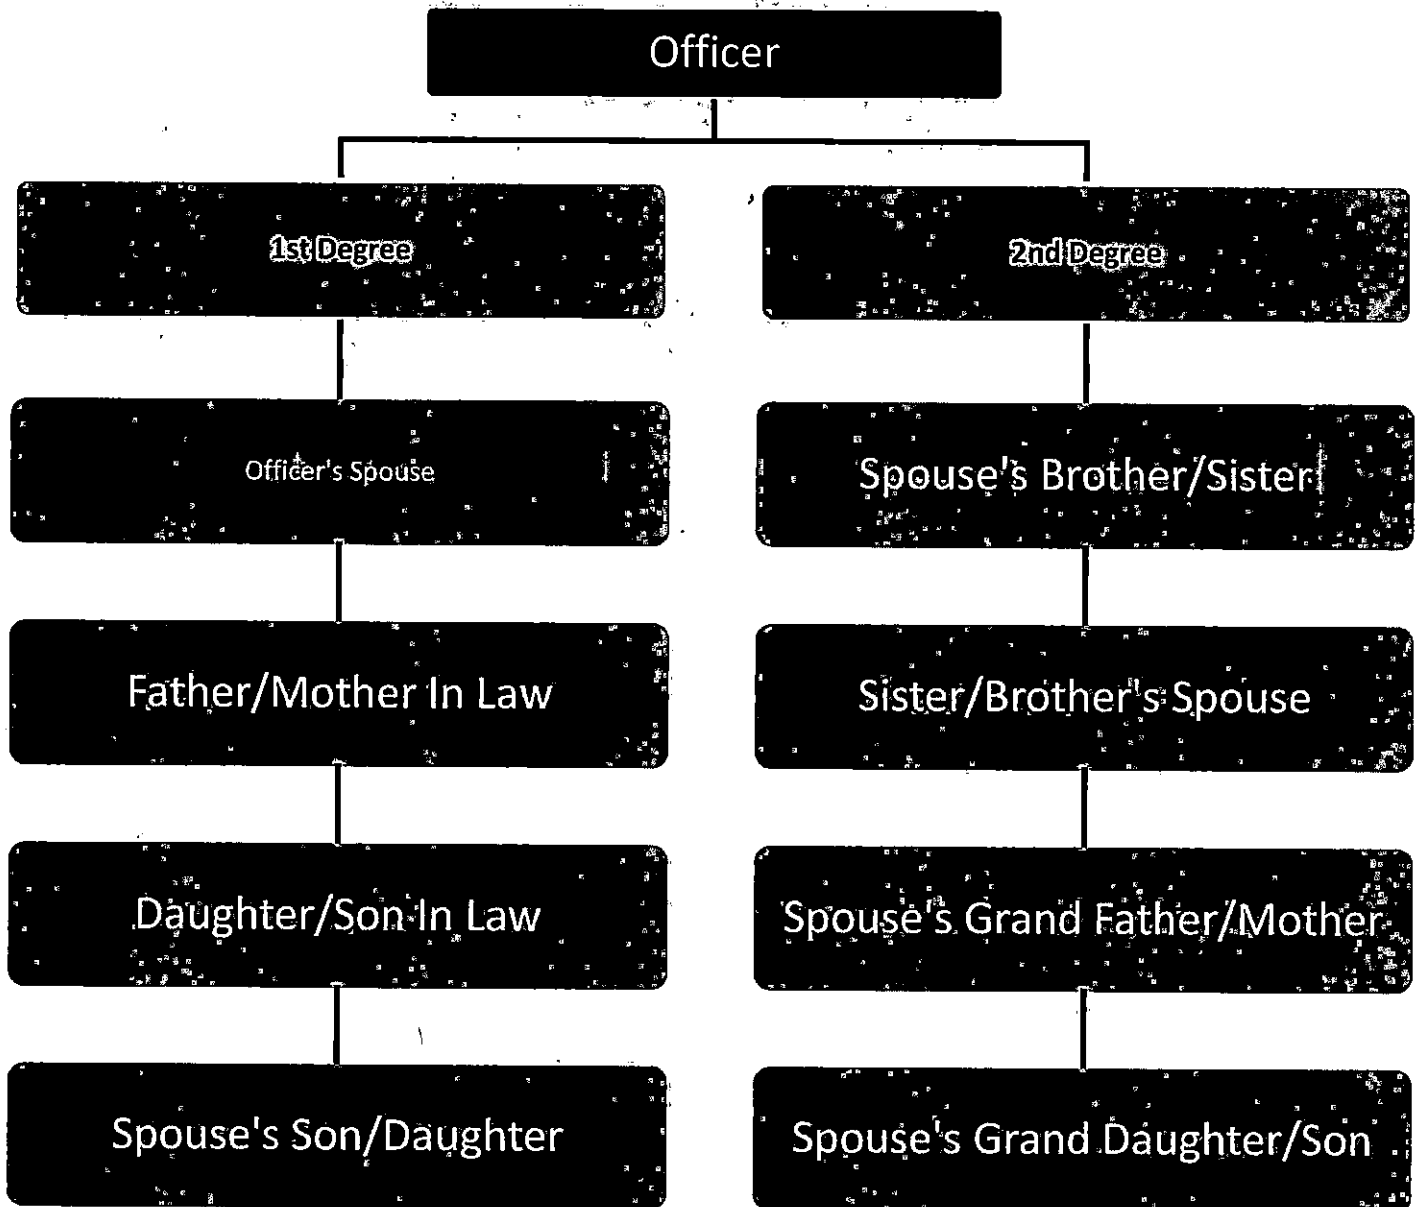 Officer
1st Degree
2nd Degree
Officer's Spouse
Spouse's Brother/Sister
Father/Mother In Law
Sister/Brother's Spouse
Daughter/Son In Law
Spouse's Grand Father/Mother
Spouse's Son/Daughter
Spouse's Grand Daughter/Son